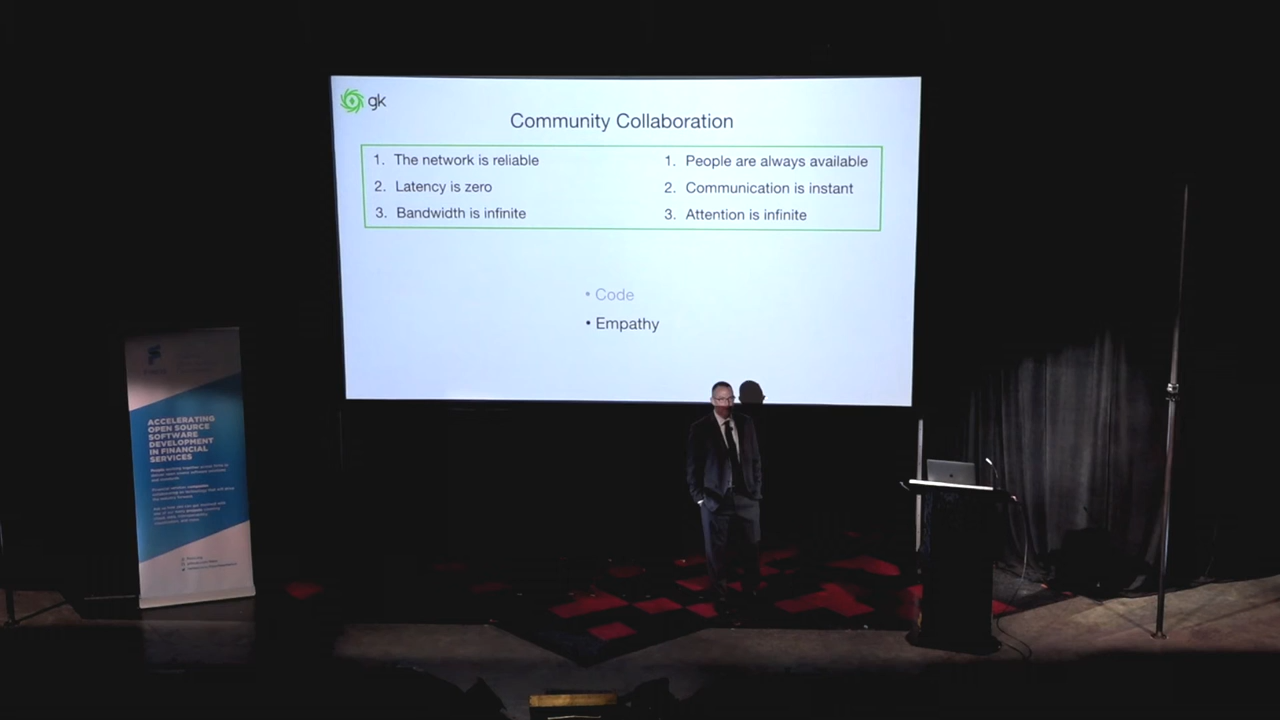 gk
Community Collaboration
1. The network is reliable
2. Latency is zero
3. Bandwidth is infinite
1. People are always available
2. Communication is instant
3. Attention is infinite
• Code
• Empathy
ACCELERATING
OPEN SOURCE
SOFTWARE
DEVELOPMENT
IN FINANCIAL
SERVICES